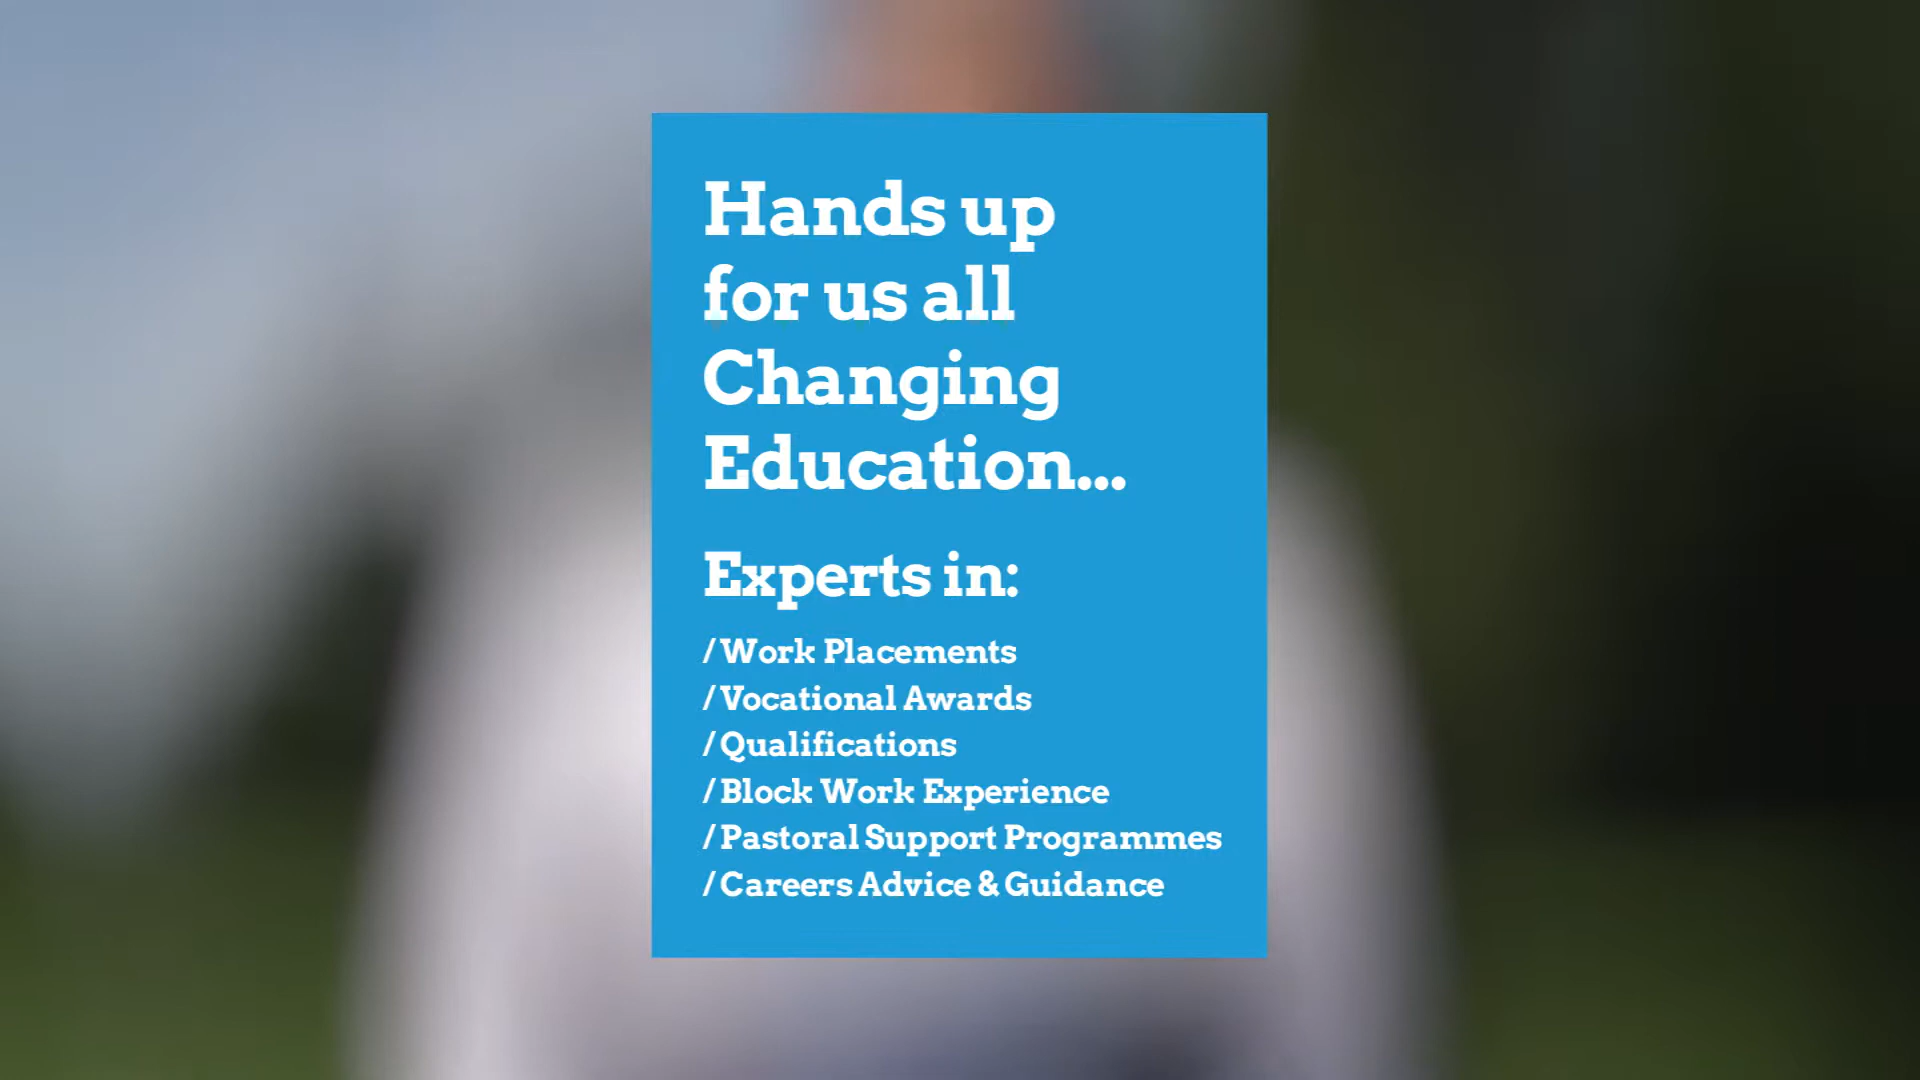 Hands up
for us all
Changing
Education...
Experts in:
/Work Placements
/Vocational Awards
/Qualifications
/Block Work Experience
/Pastoral Support Programmes
/Careers Advice & Guidance